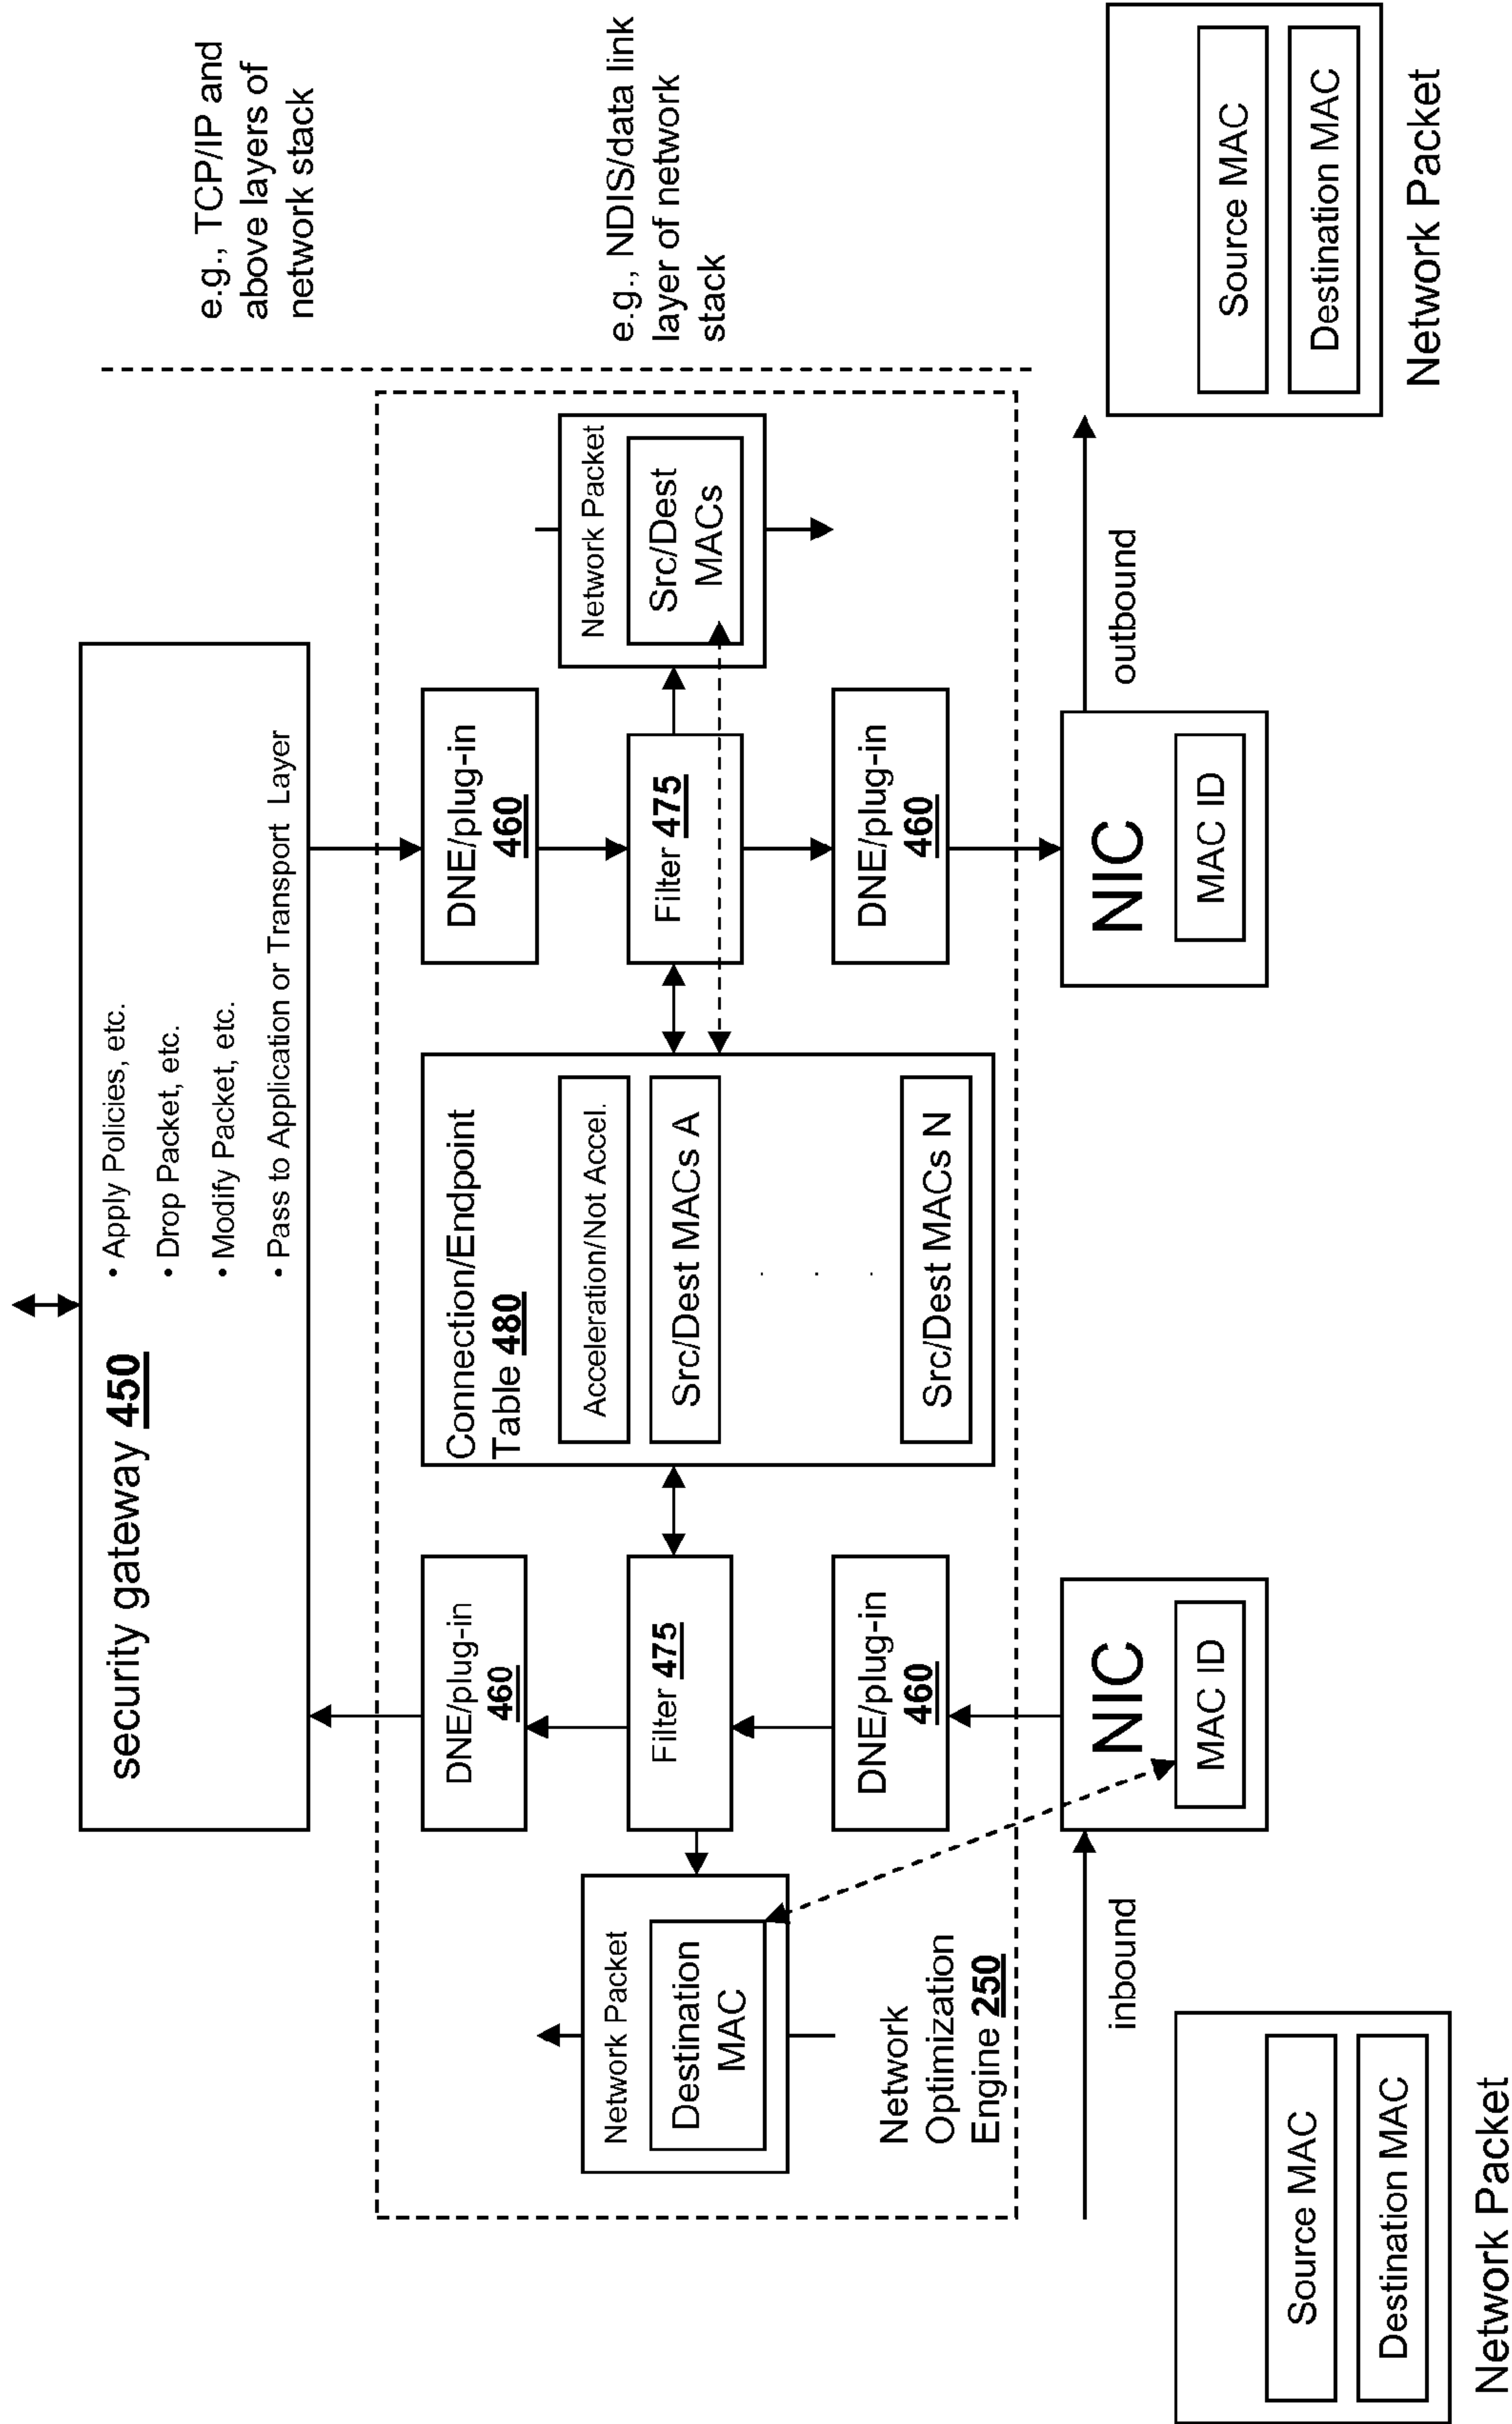 security gateway 450
• Apply Policies, etc.
• Drop Packet, etc.
• Modify Packet, etc.
• Pass to Application or Transport Layer
e.g., TCP/IP and
above layers of
network stack
Network Packet
Destination
MAC
DNE/plug-in
460
Filter 475
DNE/plug-in
460
Connection/Endpoint
Table 480
Acceleration/Not Accel.
Src/Dest MACs A
.
.
.
Src/Dest MACs N
DNE/plug-in
460
Filter 475
DNE/plug-in
460
Network Packet
Src/Dest
MACs
e.g., NDIS/data link
layer of network
stack
Network
Optimization
Engine 250
inbound
NIC
MAC ID
NIC
MAC ID
outbound
Source MAC
Destination MAC
Network Packet
Source MAC
Destination MAC
Network Packet